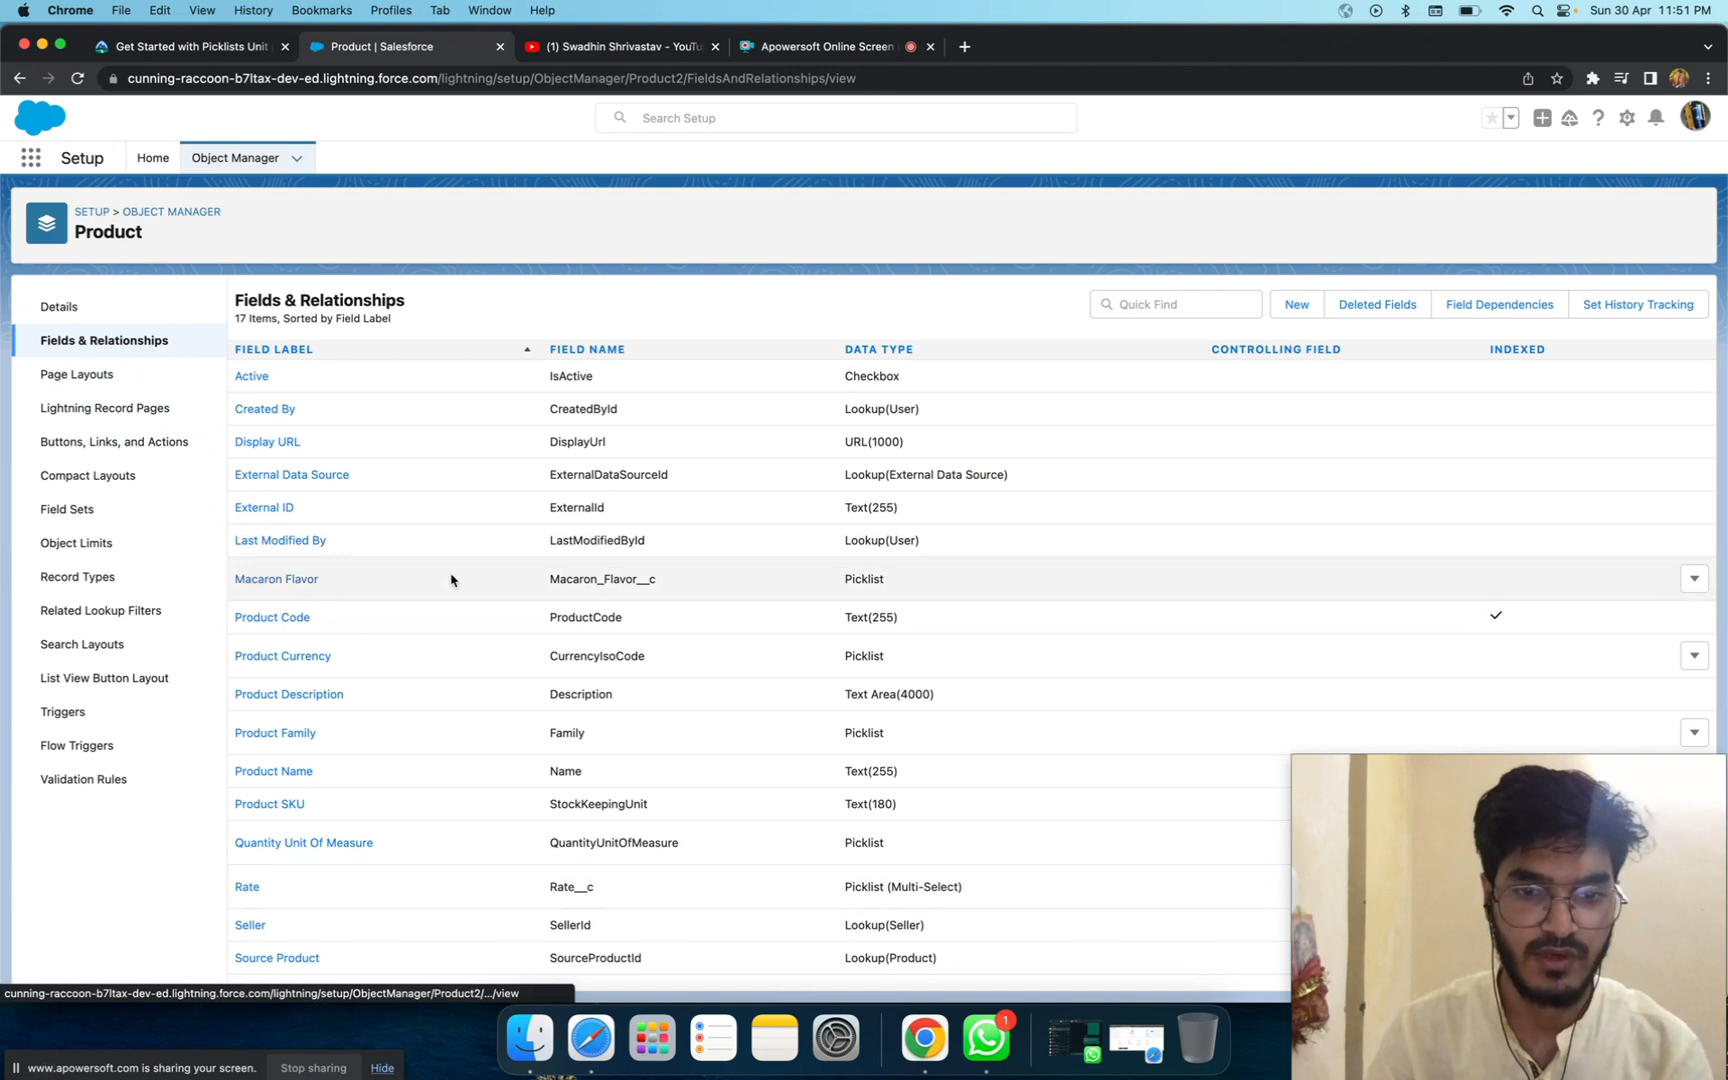 Chrome File Edit View History Bookmarks Profiles Tab Window Help Sun 30 Apr 11:51 PM
Get Started with Picklists Unit Product | Salesforce (1) Swadhin Shrivastav - YouTu Apowersoft Online Screen
cunning-raccoon-b7ltax-dev-ed.lightning.force.com/lightning/setup/ObjectManager/Product2/FieldsAndRelationships/view
Search Setup
Setup Home Object Manager
SETUP > OBJECT MANAGER
Product
Details
Fields & Relationships
Page Layouts
Lightning Record Pages
Buttons, Links, and Actions
Compact Layouts
Field Sets
Object Limits
Record Types
Related Lookup Filters
Search Layouts
List View Button Layout
Triggers
Flow Triggers
Validation Rules
Fields & Relationships
17 Items, Sorted by Field Label
Quick Find New Deleted Fields Field Dependencies Set History Tracking
FIELD LABEL FIELD NAME DATA TYPE CONTROLLING FIELD INDEXED
Active IsActive Checkbox
Created By CreatedById Lookup(User)
Display URL DisplayUrl URL(1000)
External Data Source ExternalDataSourceId Lookup(External Data Source)
External ID ExternalId Text(255)
Last Modified By LastModifiedById Lookup(User)
Macaron Flavor Macaron_Flavor__c Picklist
Product Code ProductCode Text(255)
Product Currency CurrencyIsoCode Picklist
Product Description Description Text Area(4000)
Product Family Family Picklist
Product Name Name Text(255)
Product SKU StockKeepingUnit Text(180)
Quantity Unit Of Measure QuantityUnitOfMeasure Picklist
Rate Rate__c Picklist (Multi-Select)
Seller SellerId Lookup(Seller)
Source Product SourceProductId Lookup(Product)
cunning-raccoon-b7ltax-dev-ed.lightning.force.com/lightning/setup/ObjectManager/Product2/.../view
1
www.apowersoft.com is sharing your screen. Stop sharing Hide